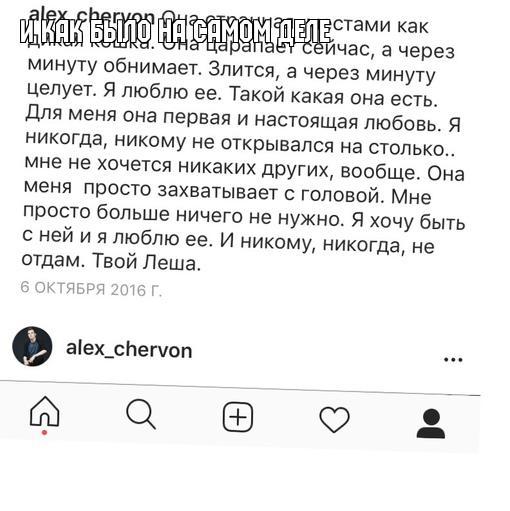 И КАК БЫЛО НА САМОМ ДЕЛЕ
alex_chervon Она
как
кошка. Она царапает сейчас, а через
минуту обнимает. Злится, а через минуту
целует. Я люблю ее. Такой какая она есть.
Для меня она первая и настоящая любовь. Я
никогда, никому не открывался на столько..
мне не хочется никаких других, вообще. Она
меня просто захватывает с головой. Мне
просто больше ничего не нужно. Я хочу быть
с ней и я люблю ее. И никому, никогда, не
отдам. Твой Леша.
6 ОКТЯБРЯ 2016 Г.
alex_chervon